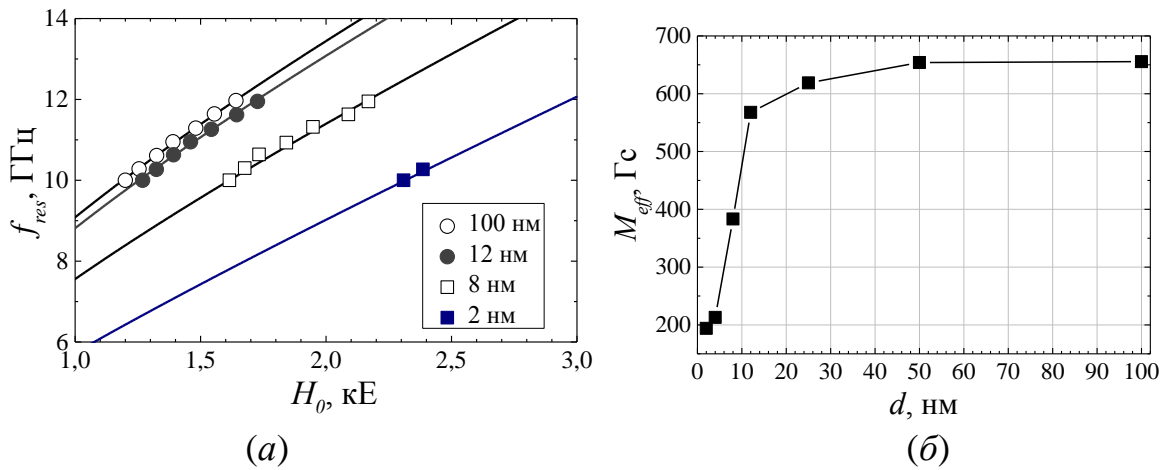 14
12
10
8
6
f_res, ГГц
1,0 1,5 2,0 2,5 3,0
H_0, кЕ
100 нм
12 нм
8 нм
2 нм
(а)
700
600
500
400
300
200
M_eff, Гс
0 10 20 30 40 50 60 70 80 90 100
d, нм
(б)